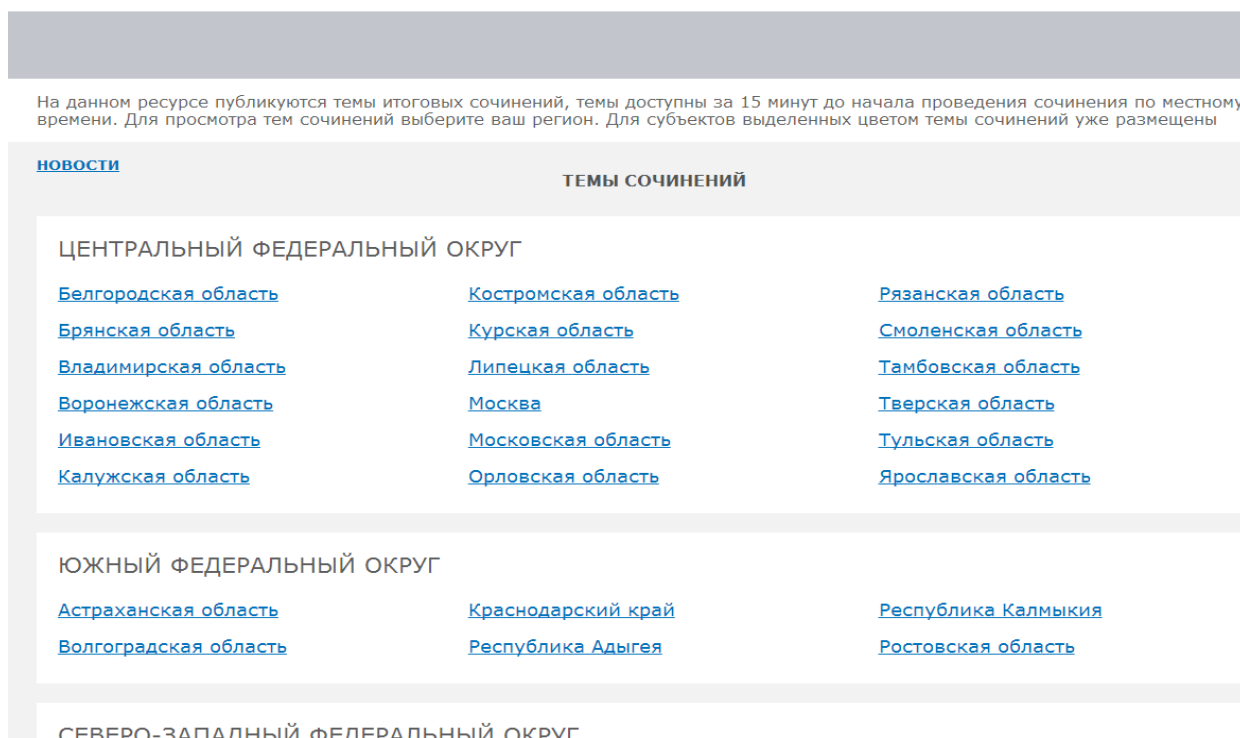 На данном ресурсе публикуются темы итоговых сочинений, темы доступны за 15 минут до начала проведения сочинения по местному
времени. Для просмотра тем сочинений выберите ваш регион. Для субъектов выделенных цветом темы сочинений уже размещены
НОВОСТИ
ТЕМЫ СОЧИНЕНИЙ
ЦЕНТРАЛЬНЫЙ ФЕДЕРАЛЬНЫЙ ОКРУГ
Белгородская область Костромская область Рязанская область
Брянская область Курская область Смоленская область
Владимирская область Липецкая область Тамбовская область
Воронежская область Москва Тверская область
Ивановская область Московская область Тульская область
Калужская область Орловская область Ярославская область
ЮЖНЫЙ ФЕДЕРАЛЬНЫЙ ОКРУГ
Астраханская область Краснодарский край Республика Калмыкия
Волгоградская область Республика Адыгея Ростовская область
СЕВЕРО-ЗАПАДНЫЙ ФЕДЕРАЛЬНЫЙ ОКРУГ